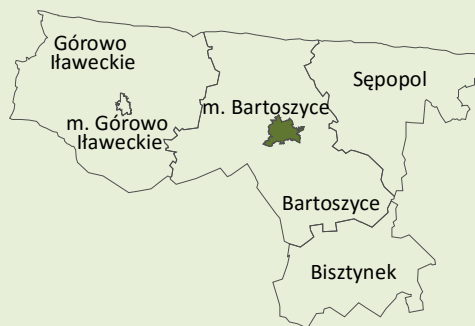 Górowo
Iławeckie
m. Górowo
Iławeckie
m. Bartoszyce
Sępopol
Bartoszyce
Bisztynek